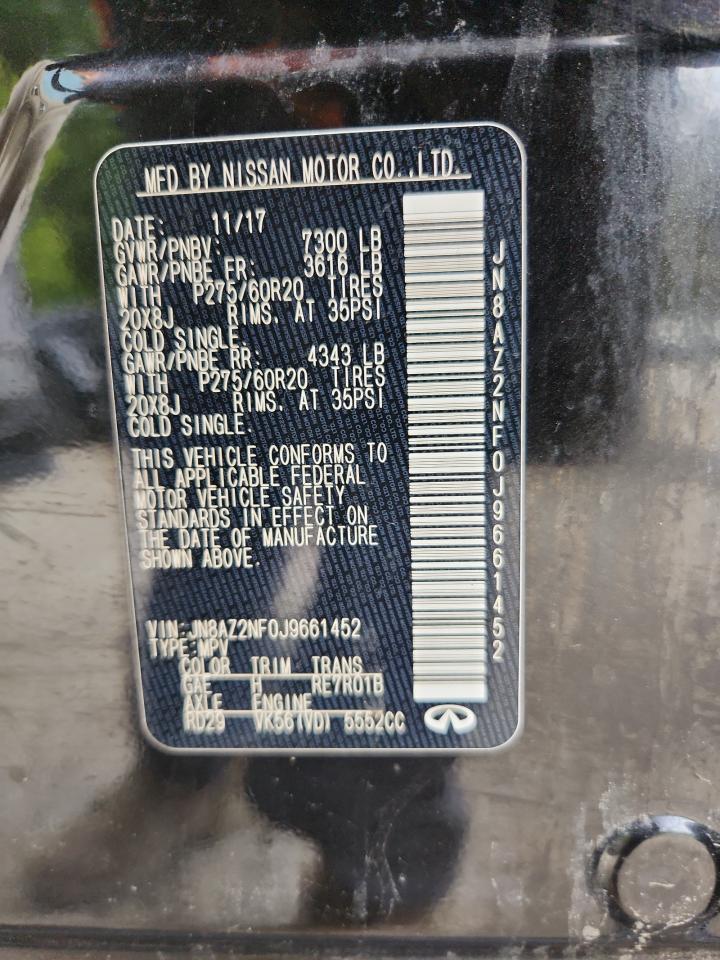 MFD BY NISSAN MOTOR CO.,LTD.
DATE: 11/17
GVWR/PNBV: 7300 LB
GAWR/PNBE FR: 3616 LB
WITH P275/60R20 TIRES
20X8J RIMS. AT 35PSI
COLD SINGLE.
GAWR/PNBE RR: 4343 LB
WITH P275/60R20 TIRES
20X8J RIMS. AT 35PSI
COLD SINGLE.
THIS VEHICLE CONFORMS TO
ALL APPLICABLE FEDERAL
MOTOR VEHICLE SAFETY
STANDARDS IN EFFECT ON
THE DATE OF MANUFACTURE
SHOWN ABOVE.
VIN:JN8AZ2NF0J9661452
TYPE:MPV
COLOR TRIM TRANS
GAE H RE7R01B
AXLE ENGINE
RD29 VK56(VD) 5552CC
JN8AZ2NF0J9661452